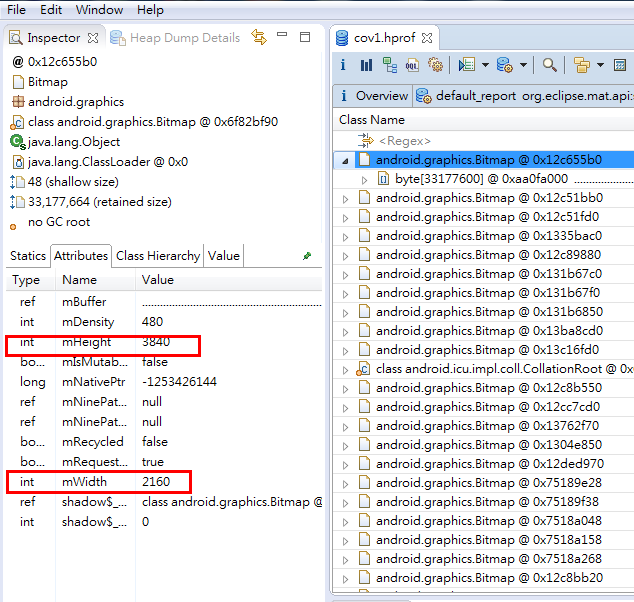 File Edit Window Help
Inspector Heap Dump Details
@ 0x12c655b0
Bitmap
android.graphics
class android.graphics.Bitmap @ 0x6f82bf90
java.lang.Object
java.lang.ClassLoader @ 0x0
48 (shallow size)
33,177,664 (retained size)
no GC root
Statics Attributes Class Hierarchy Value
Type Name Value
ref mBuffer ..........................................................
int mDensity 480
int mHeight 3840
bo... mIsMutab... false
long mNativePtr -1253426144
ref mNinePat... null
ref mNinePat... null
bo... mRecycled false
bo... mRequest... true
int mWidth 2160
ref shadow$_... class android.graphics.Bitmap @
int shadow$_... 0
cov1.hprof
i OQL
i Overview default_report org.eclipse.mat.api:
Class Name
<Regex>
android.graphics.Bitmap @ 0x12c655b0
byte[33177600] @ 0xaa0fa000 ....................
android.graphics.Bitmap @ 0x12c51bb0
android.graphics.Bitmap @ 0x12c51fd0
android.graphics.Bitmap @ 0x1335bac0
android.graphics.Bitmap @ 0x12c89880
android.graphics.Bitmap @ 0x131b67c0
android.graphics.Bitmap @ 0x131b67f0
android.graphics.Bitmap @ 0x131b6850
android.graphics.Bitmap @ 0x13ba8cd0
android.graphics.Bitmap @ 0x13c16fd0
class android.icu.impl.coll.CollationRoot @ 0x
android.graphics.Bitmap @ 0x12c8b550
android.graphics.Bitmap @ 0x12cc7cd0
android.graphics.Bitmap @ 0x13762f70
android.graphics.Bitmap @ 0x1304e850
android.graphics.Bitmap @ 0x12ded970
android.graphics.Bitmap @ 0x75189e28
android.graphics.Bitmap @ 0x75189f38
android.graphics.Bitmap @ 0x7518a048
android.graphics.Bitmap @ 0x7518a158
android.graphics.Bitmap @ 0x7518a268
android.graphics.Bitmap @ 0x12c8bb20